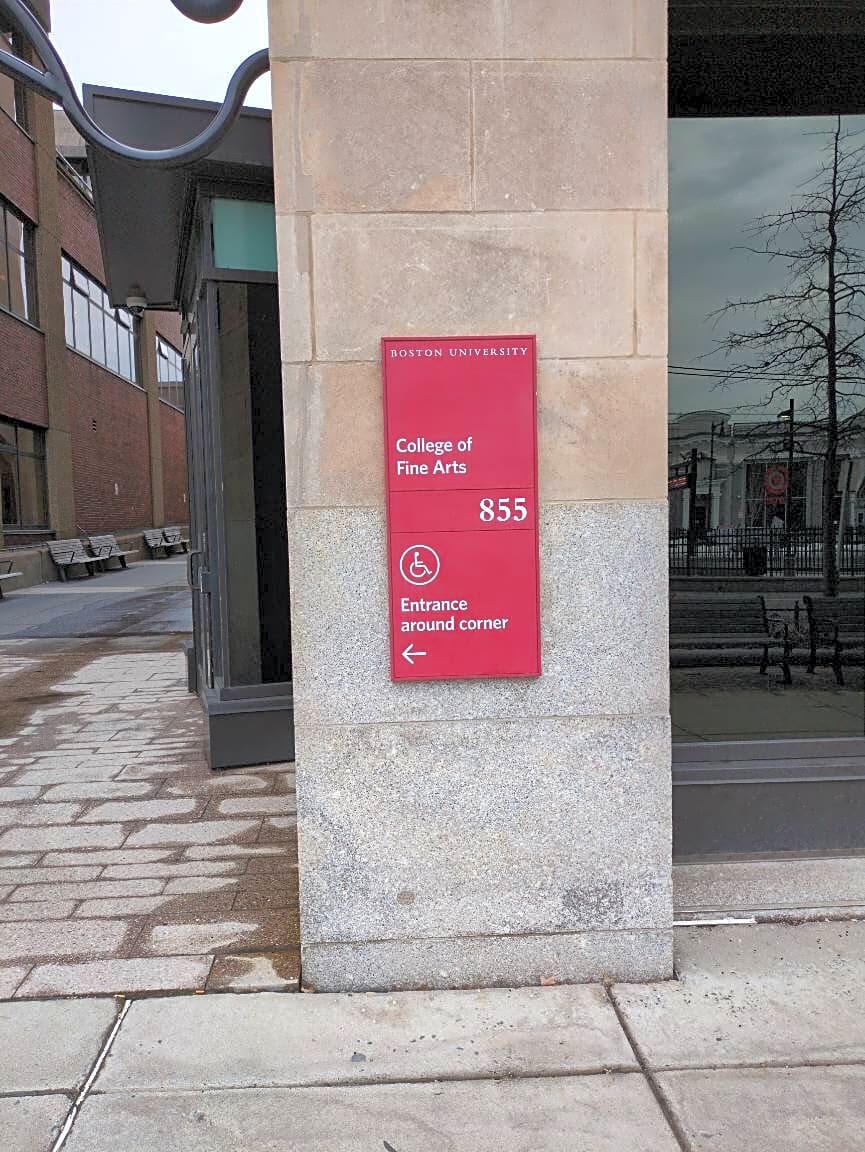 BOSTON UNIVERSITY
College of
Fine Arts
855
Entrance
around corner